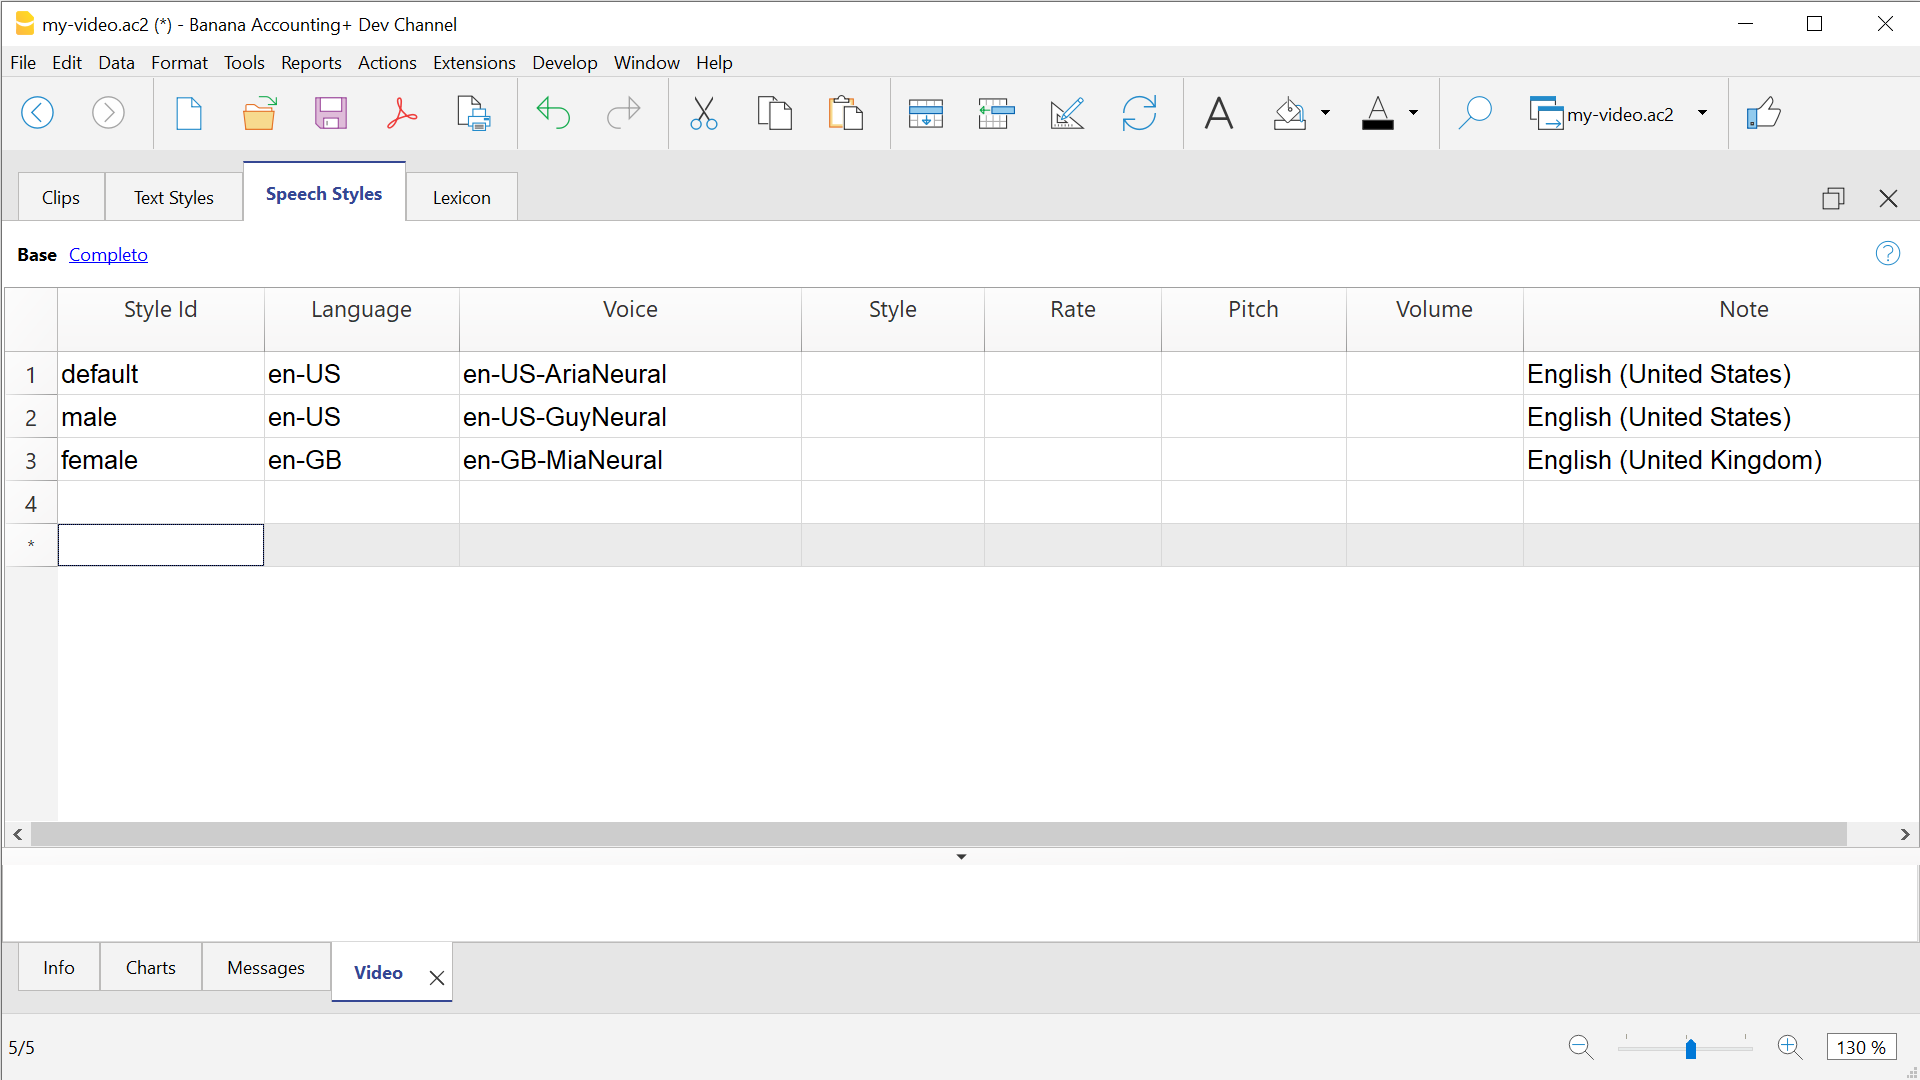 my-video.ac2 (*) - Banana Accounting+ Dev Channel
File Edit Data Format Tools Reports Actions Extensions Develop Window Help
my-video.ac2
Clips Text Styles Speech Styles Lexicon
Base Completo
Style Id Language Voice Style Rate Pitch Volume Note
1 default en-US en-US-AriaNeural English (United States)
2 male en-US en-US-GuyNeural English (United States)
3 female en-GB en-GB-MiaNeural English (United Kingdom)
4
*
Info Charts Messages Video
5/5 130 %